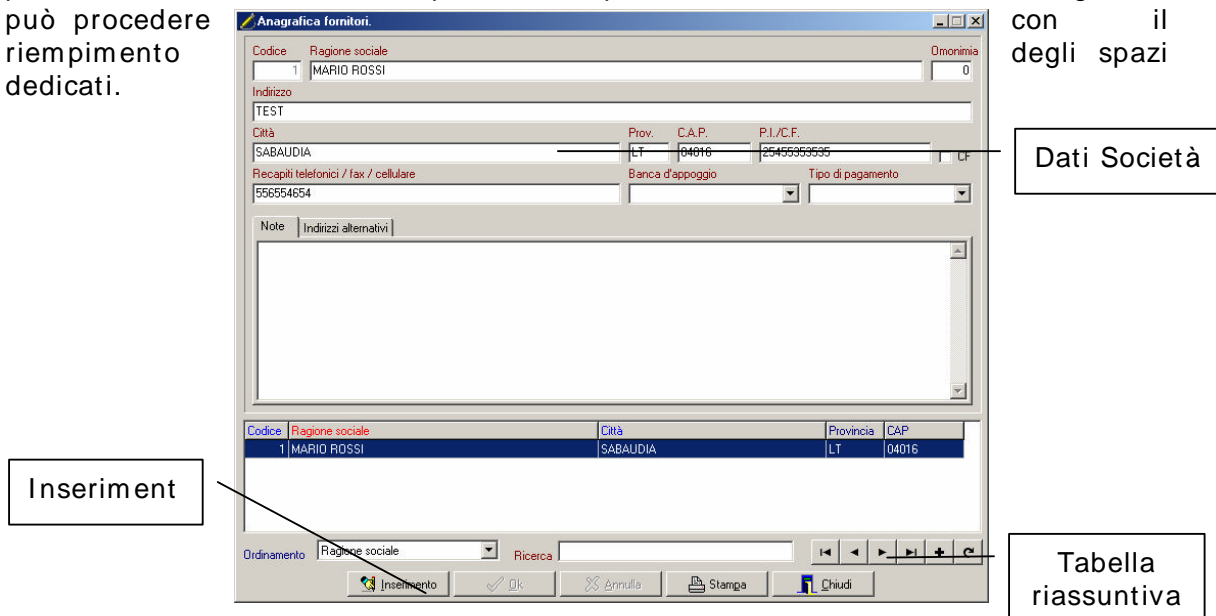 può procedere con il
riempimento degli spazi
dedicati.
Anagrafica fornitori.
Codice Ragione sociale Omonimia
1 MARIO ROSSI 0
Indirizzo
TEST
Città Prov. C.A.P. P.I./C.F.
SABAUDIA LT 04016 25455353535 CF
Dati Società
Recapiti telefonici / fax / cellulare Banca d'appoggio Tipo di pagamento
556554654
Note Indirizzi alternativi
Codice Ragione sociale Città Provincia CAP
1 MARIO ROSSI SABAUDIA LT 04016
Inseriment
Ordinamento Ragione sociale Ricerca
Inserimento Ok Annulla Stampa Chiudi
Tabella
riassuntiva